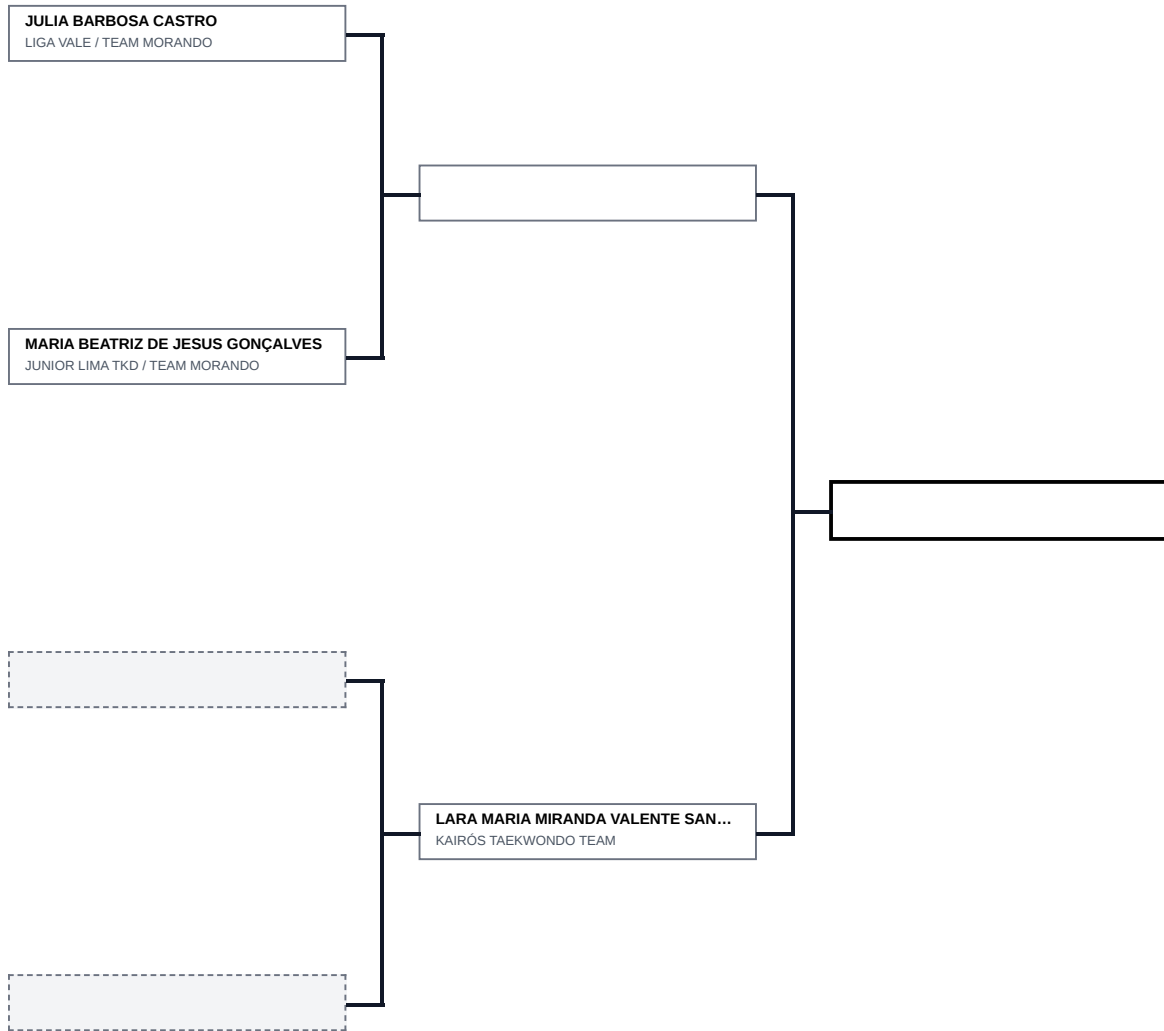 JULIA BARBOSA CASTRO
LIGA VALE / TEAM MORANDO
MARIA BEATRIZ DE JESUS GONÇALVES
JUNIOR LIMA TKD / TEAM MORANDO
LARA MARIA MIRANDA VALENTE SAN...
KAIRÓS TAEKWONDO TEAM